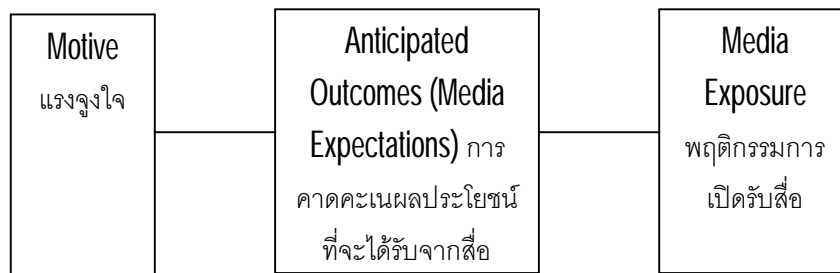 Motive
แรงจูงใจ
Anticipated
Outcomes (Media
Expectations) การ
คาดคะเนผลประโยชน์
ที่จะได้รับจากสื่อ
Media
Exposure
พฤติกรรมการ
เปิดรับสื่อ